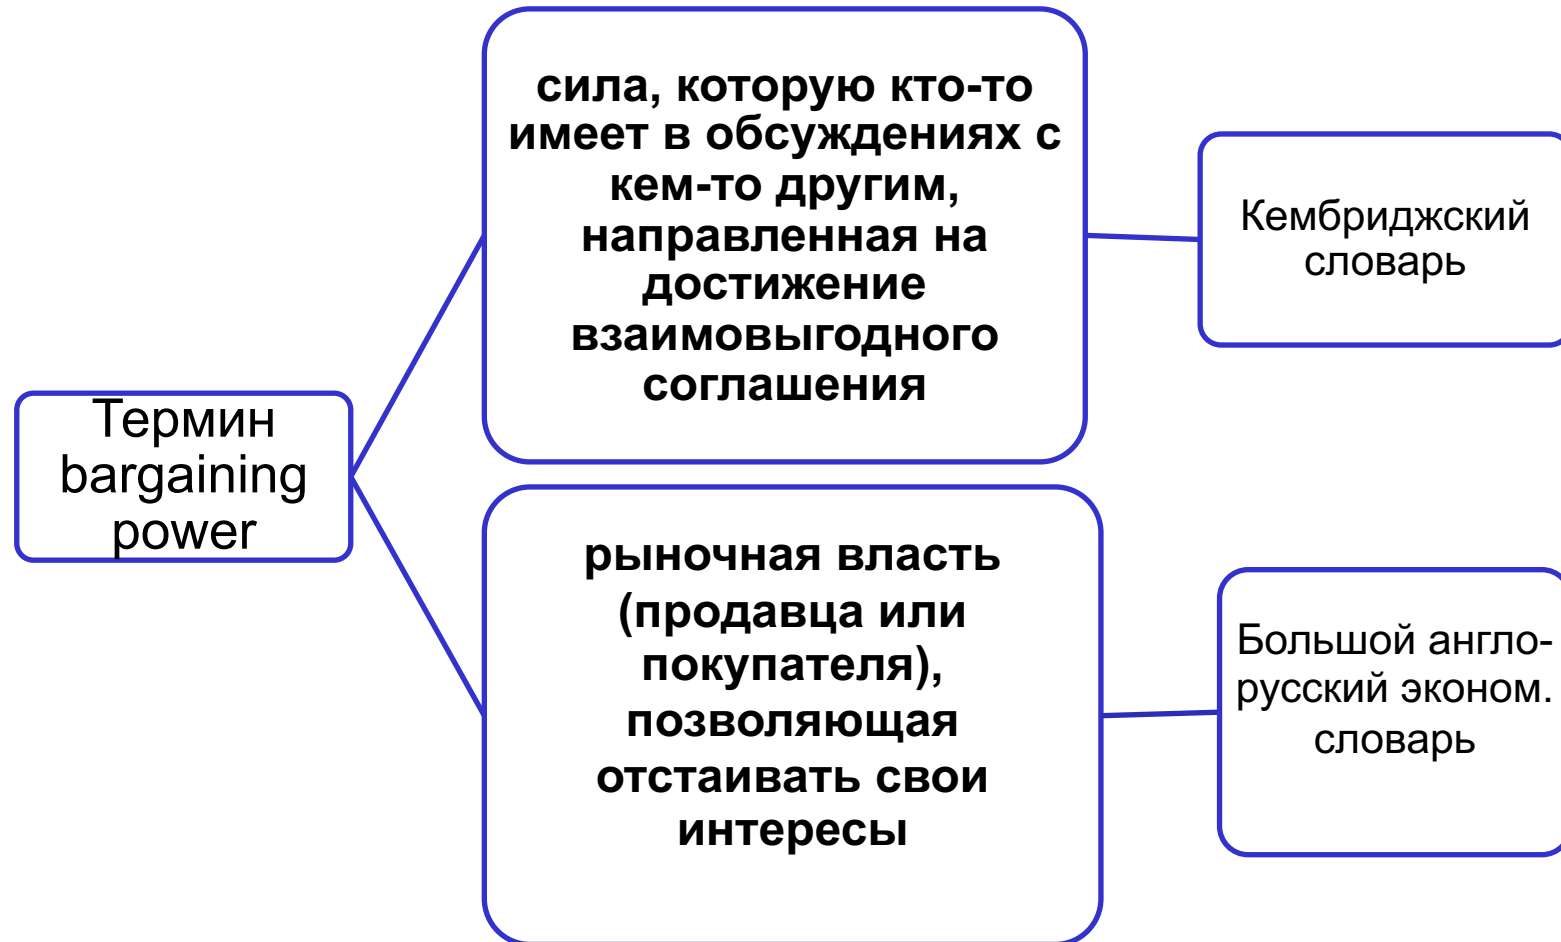 Термин
bargaining
power
сила, которую кто-то
имеет в обсуждениях с
кем-то другим,
направленная на
достижение
взаимовыгодного
соглашения
Кембриджский
словарь
рыночная власть
(продавца или
покупателя),
позволяющая
отстаивать свои
интересы
Большой англо-
русский эконом.
словарь